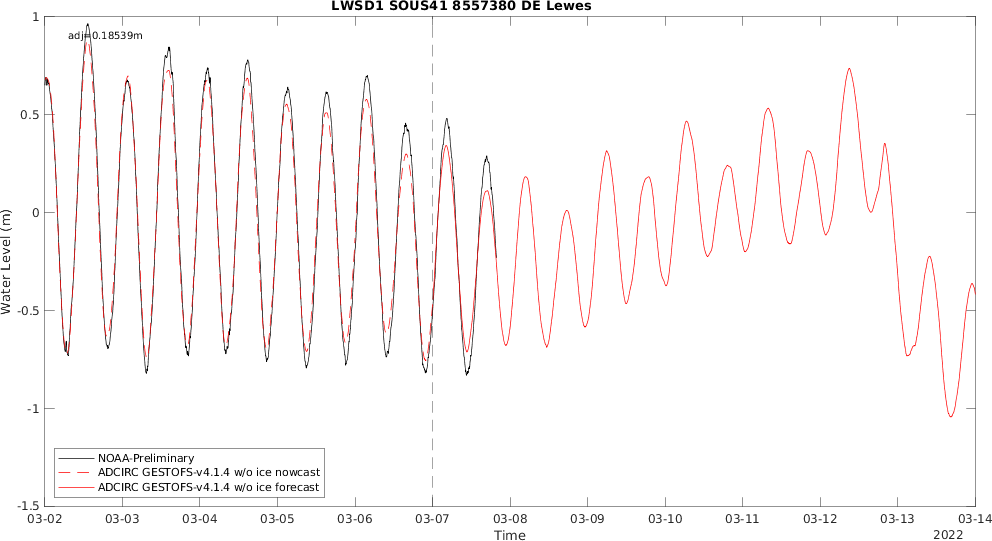 LWSD1 SOUS41 8557380 DE Lewes
adj=0.18539m
1
0.5
0
-0.5
-1
-1.5
Water Level (m)
NOAA-Preliminary
ADCIRC GESTOFS-v4.1.4 w/o ice nowcast
ADCIRC GESTOFS-v4.1.4 w/o ice forecast
03-02 03-03 03-04 03-05 03-06 03-07 03-08 03-09 03-10 03-11 03-12 03-13 03-14
Time
2022